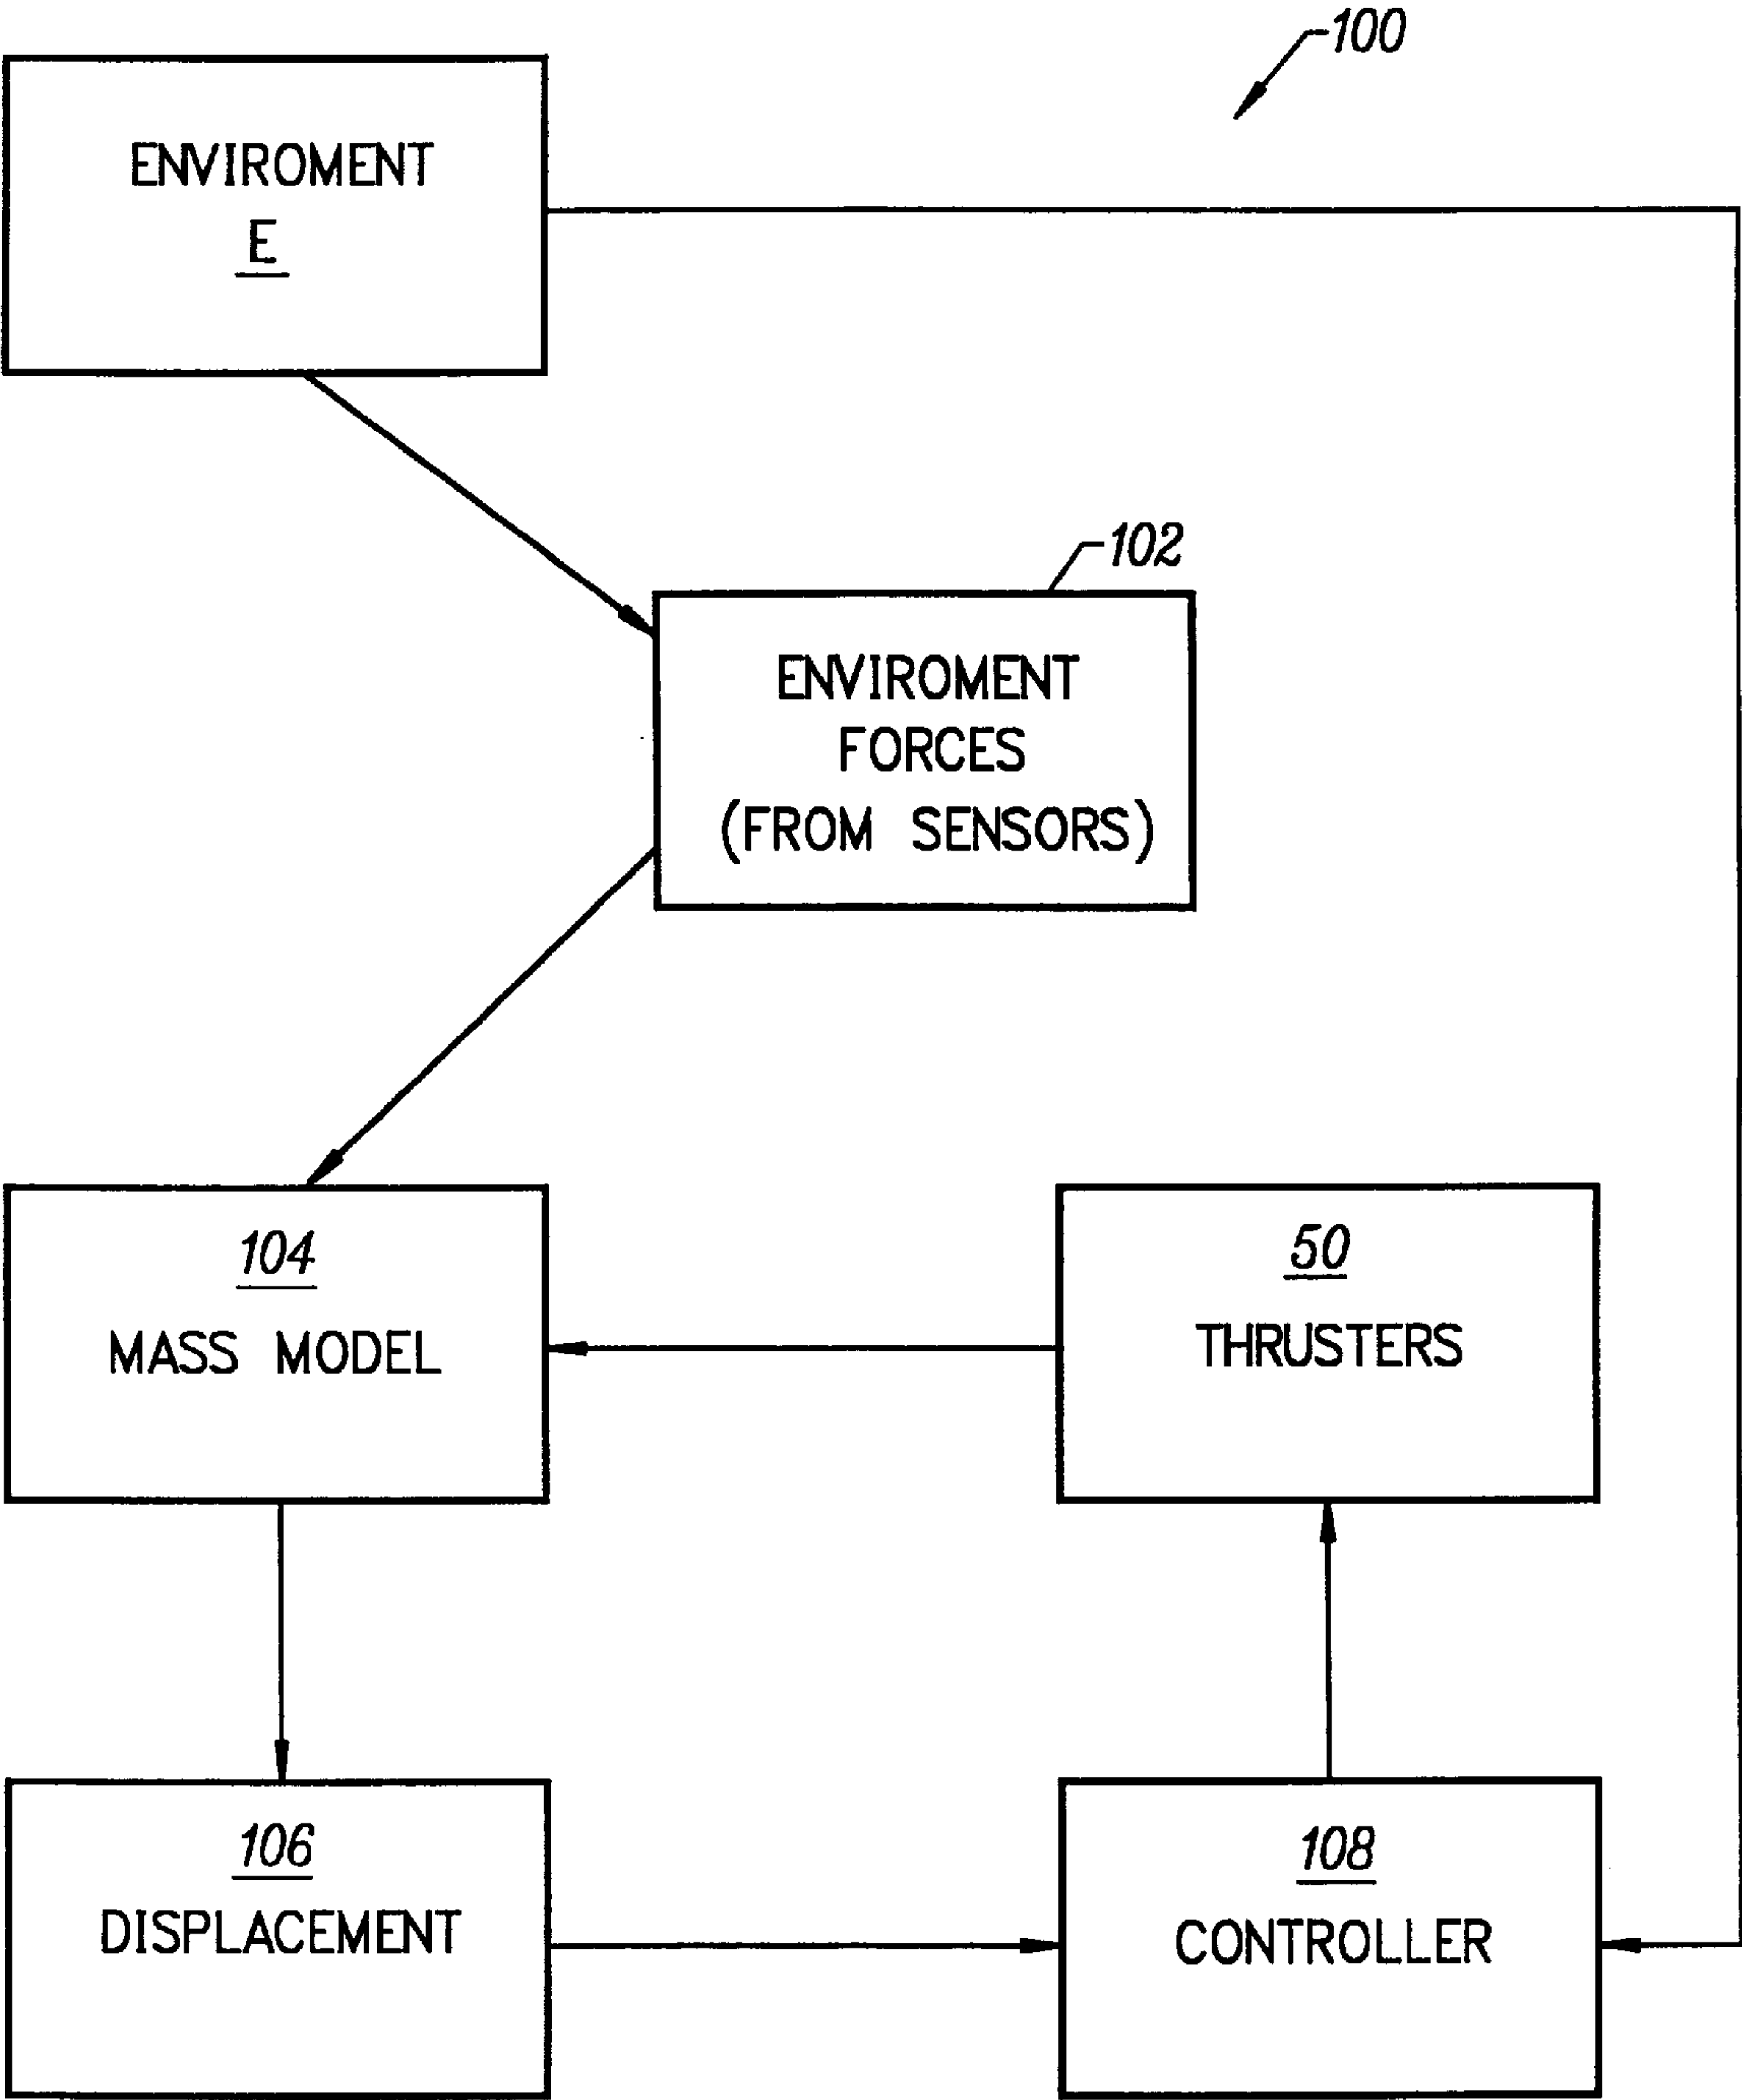 100
ENVIROMENT
E
102
ENVIROMENT
FORCES
(FROM SENSORS)
104
MASS MODEL
50
THRUSTERS
106
DISPLACEMENT
108
CONTROLLER